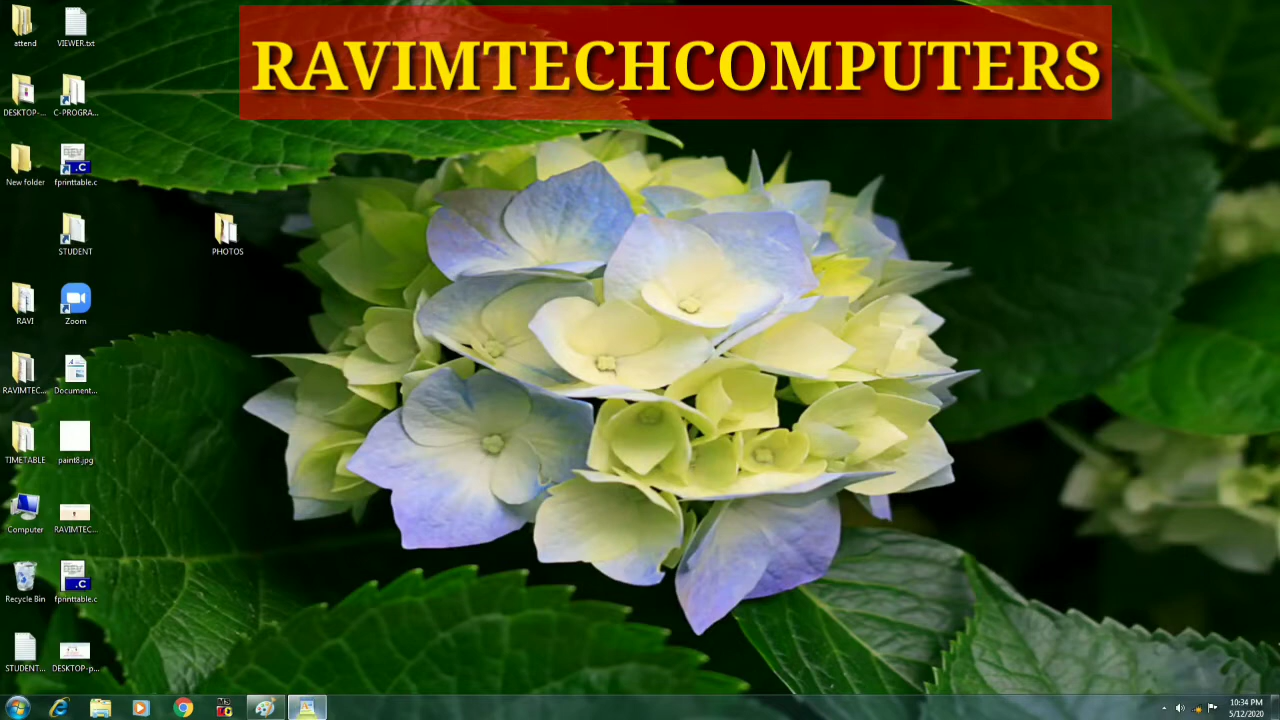 RAVIMTECHCOMPUTERS
attend
VIEWER.txt
DESKTOP-...
C-PROGRA...
New folder
fprinttable.c
STUDENT
PHOTOS
RAVI
Zoom
RAVIMTEC...
Document...
TIMETABLE
paint8.jpg
Computer
RAVIMTEC...
Recycle Bin
fprinttable.c
STUDENT...
DESKTOP-p...
10:34 PM
5/12/2020